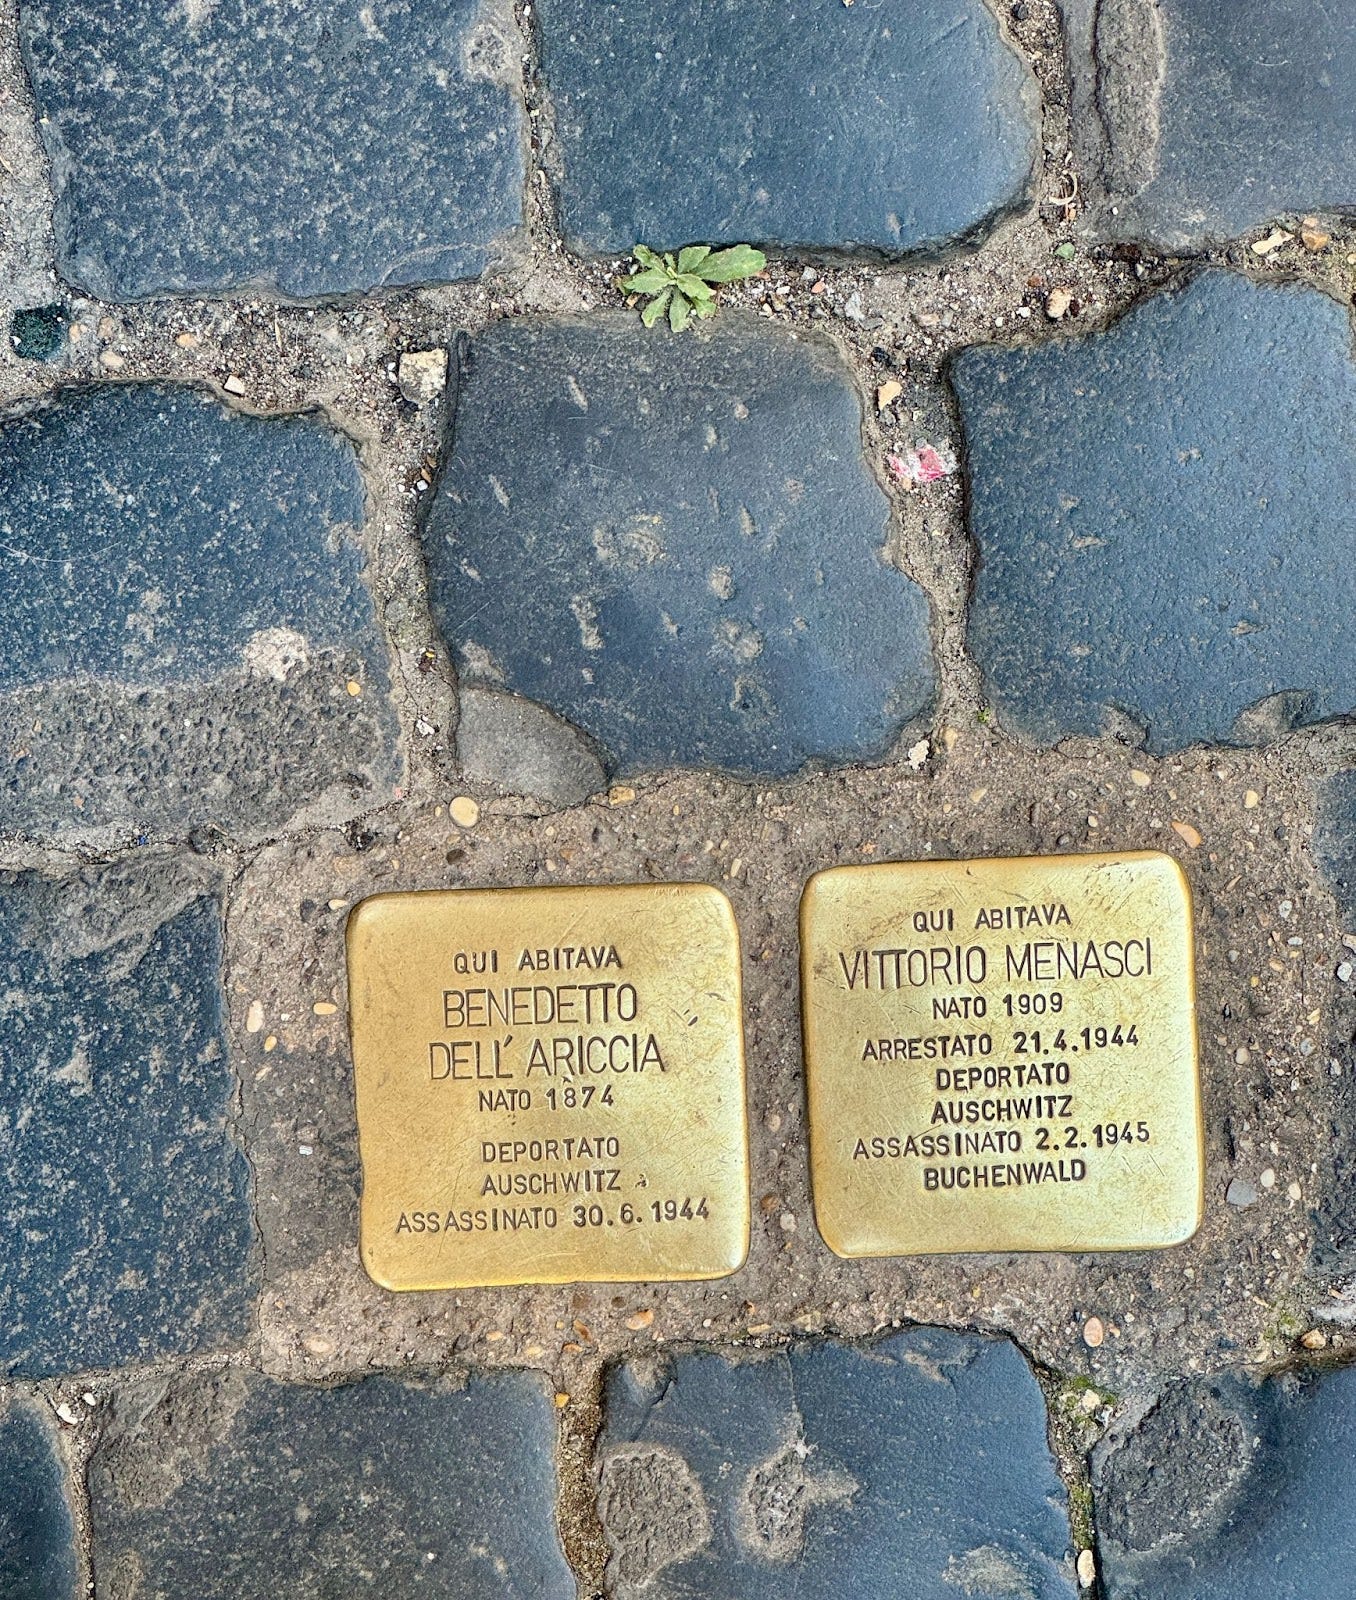 QUI ABITAVA
BENEDETTO
DELL' ARICCIA
NATO 1874
DEPORTATO
AUSCHWITZ
ASSASSINATO 30.6.1944
QUI ABITAVA
VITTORIO MENASCI
NATO 1909
ARRESTATO 21.4.1944
DEPORTATO
AUSCHWITZ
ASSASSINATO 2.2.1945
BUCHENWALD